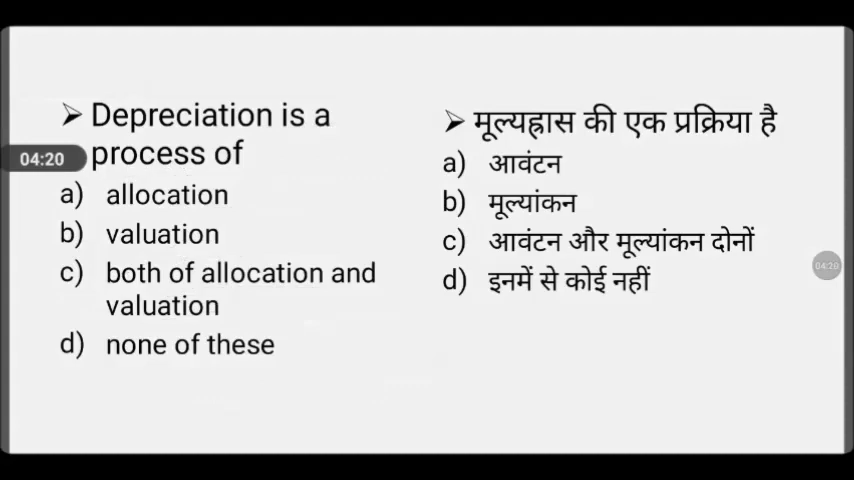 ➢ Depreciation is a
process of
a) allocation
b) valuation
c) both of allocation and
valuation
d) none of these
➢ मूल्यह्रास की एक प्रक्रिया है
a) आवंटन
b) मूल्यांकन
c) आवंटन और मूल्यांकन दोनों
d) इनमें से कोई नहीं
04:20
04:20